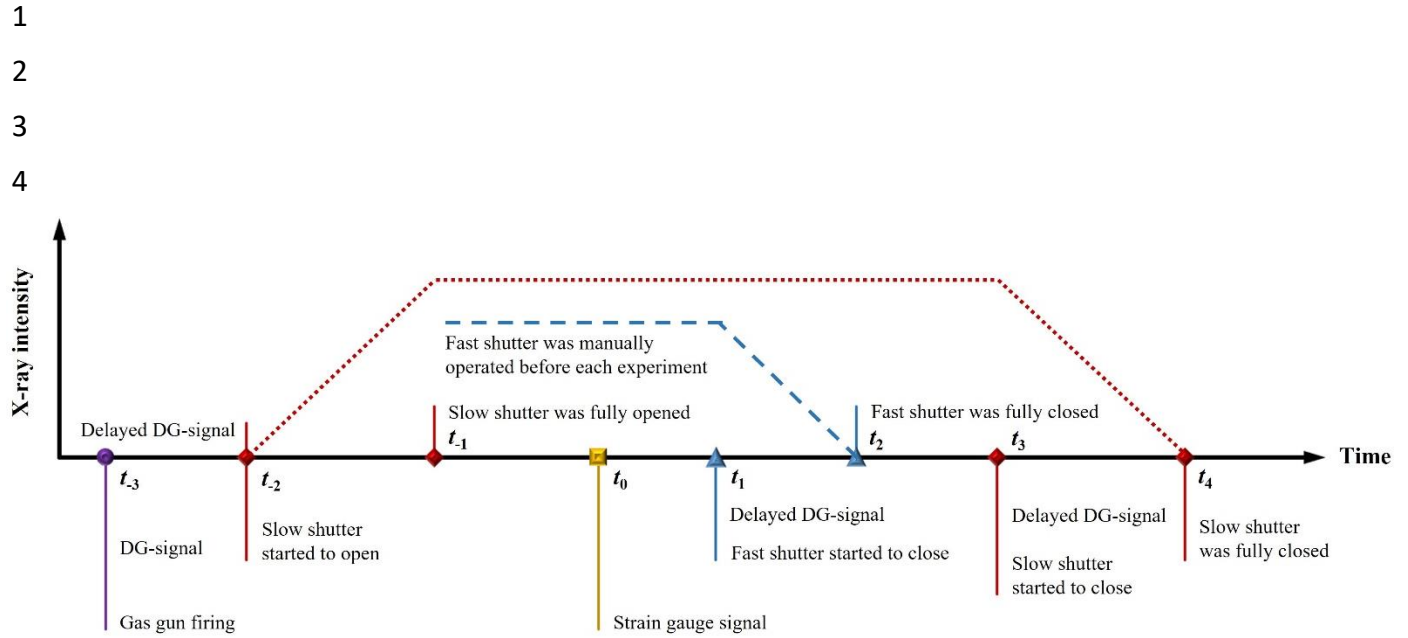 1
2
3
4
X-ray intensity
Fast shutter was manually
operated before each experiment
Slow shutter was fully opened
Fast shutter was fully closed
Delayed DG-signal
t-3
t-2
t-1
t0
t1
t2
t3
t4
Time
DG-signal
Gas gun firing
Slow shutter
started to open
Strain gauge signal
Delayed DG-signal
Fast shutter started to close
Delayed DG-signal
Slow shutter
started to close
Slow shutter
was fully closed